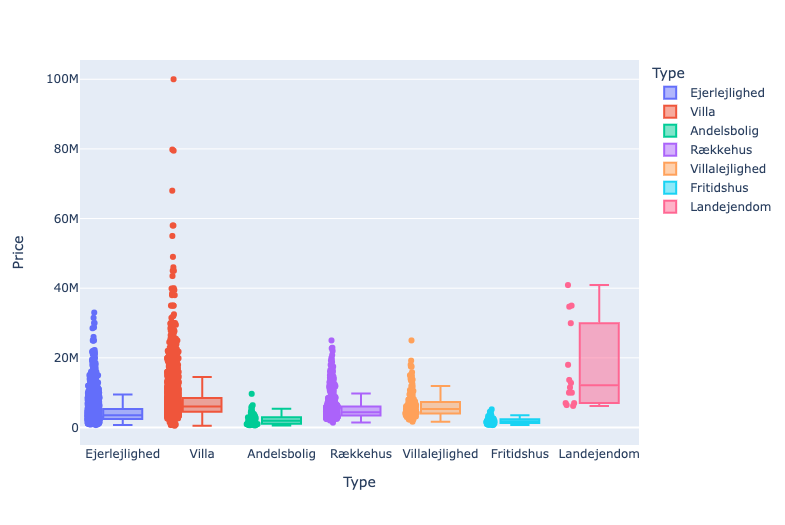 100M
80M
60M
40M
20M
0
Price
Ejerlejlighed
Villa
Andelsbolig
Rækkehus
Villalejlighed
Fritidshus
Landejendom
Type
Type
Ejerlejlighed
Villa
Andelsbolig
Rækkehus
Villalejlighed
Fritidshus
Landejendom